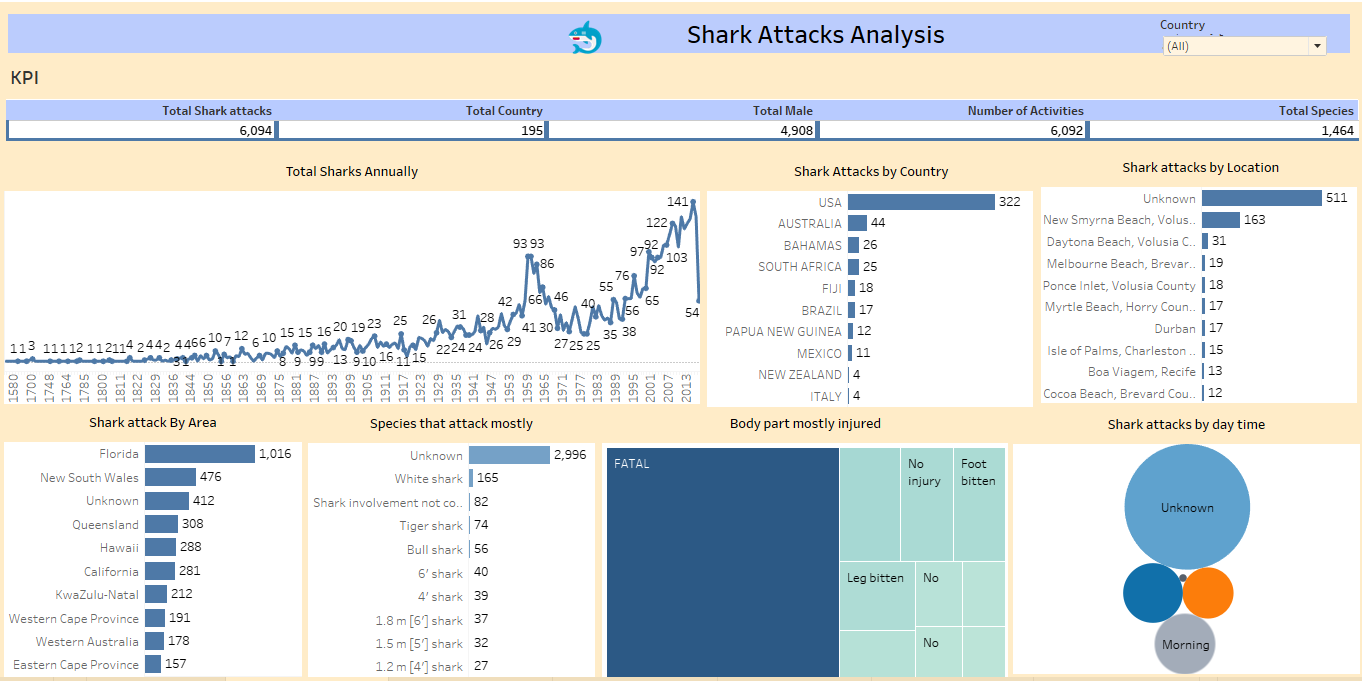 Shark Attacks Analysis
Country
(All)
KPI
Total Shark attacks
Total Country
Total Male
Number of Activities
Total Species
6,094
195
4,908
6,092
1,464
Total Sharks Annually
141
122
93 93
97
92
103
86
92
76
66
65
55
56
54
46
42
40
41 30
38
35
31
29
28
27 25 25
26
26
25
24
24
23
22
20
19
16
15 15
16
15
13
12
11
10
10
10
9
9
8
7
6
1 1 3
1 1 1 2
1 1 2 1 1 4
2 4 4 2
1580
1700
1748
1764
1785
1800
1811
1822
1829
1836
1844
1850
1856
1863
1869
1875
1881
1887
1893
1899
1905
1911
1917
1923
1929
1935
1941
1947
1953
1959
1965
1971
1977
1983
1989
1995
2001
2007
2013
Shark Attacks by Country
USA 322
AUSTRALIA 44
BAHAMAS 26
SOUTH AFRICA 25
FIJI 18
BRAZIL 17
PAPUA NEW GUINEA 12
MEXICO 11
NEW ZEALAND 4
ITALY 4
Shark attacks by Location
Unknown 511
New Smyrna Beach, Volus.. 163
Daytona Beach, Volusia C.. 31
Melbourne Beach, Brevar.. 19
Ponce Inlet, Volusia County 18
Myrtle Beach, Horry Coun.. 17
Durban 17
Isle of Palms, Charleston .. 15
Boa Viagem, Recife 13
Cocoa Beach, Brevard Cou.. 12
Shark attack By Area
Florida 1,016
New South Wales 476
Unknown 412
Queensland 308
Hawaii 288
California 281
KwaZulu-Natal 212
Western Cape Province 191
Western Australia 178
Eastern Cape Province 157
Species that attack mostly
Unknown 2,996
White shark 165
Shark involvement not co.. 82
Tiger shark 74
Bull shark 56
6' shark 40
4' shark 39
1.8 m [6'] shark 37
1.5 m [5'] shark 32
1.2 m [4'] shark 27
Body part mostly injured
FATAL
No
injury
Foot
bitten
Leg bitten
No
No
Shark attacks by day time
Unknown
Morning